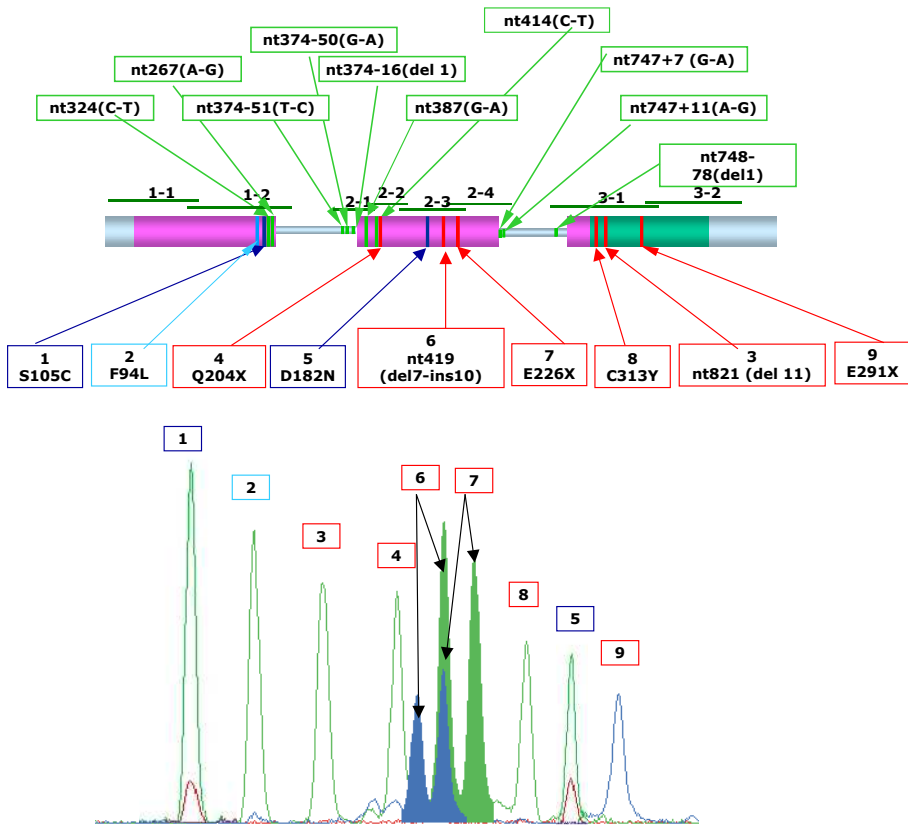 nt414(C-T)
nt374-50(G-A)
nt747+7 (G-A)
nt267(A-G)
nt374-16(del 1)
nt324(C-T)
nt374-51(T-C)
nt387(G-A)
nt747+11(A-G)
nt748-
78(del1)
1-1
1-2
2-1
2-2
2-3
2-4
3-1
3-2
1
S105C
2
F94L
4
Q204X
5
D182N
6
nt419
(del7-ins10)
7
E226X
8
C313Y
3
nt821 (del 11)
9
E291X
1
2
3
4
6
7
8
5
9